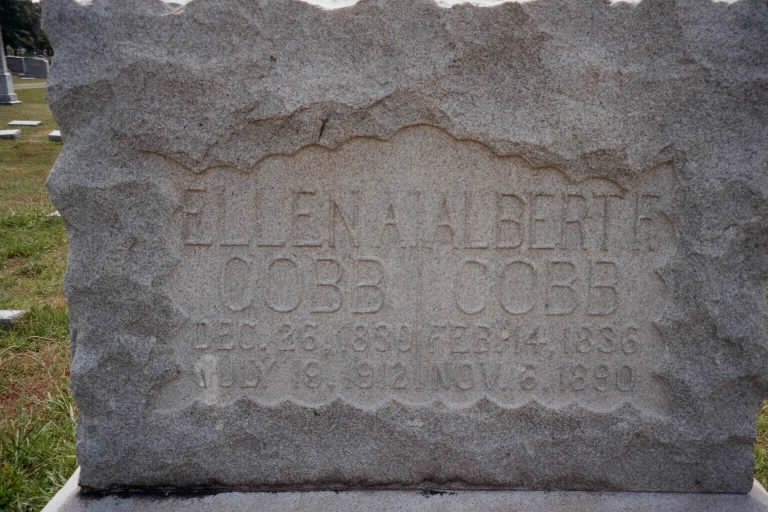 ELLEN A.
COBB
DEC. 26, 1830
JULY 19, 1912
ALBERT F.
COBB
FEB. 14, 1836
NOV. 6, 1890